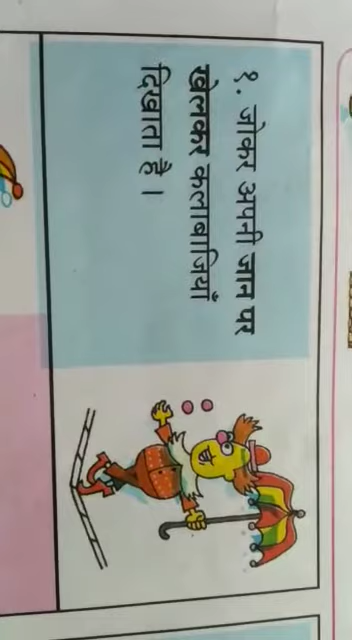 १. जोकर अपनी जान पर
खेलकर कलाबाजियाँ
दिखाता है ।